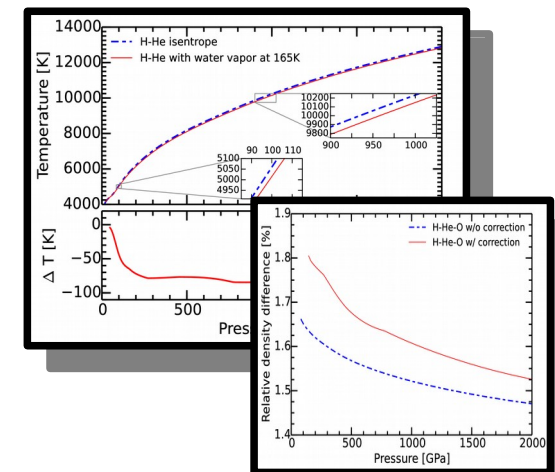 14000
12000
10000
8000
6000
4000
Temperature [K]
H-He isentrope
H-He with water vapor at 165K
10200
10100
10000
9900
9800
900 950 1000
90 100 110
5100
5050
5000
4950
0
−50
−100
Δ T [K]
0 500
Pres
1.9
1.8
1.7
1.6
1.5
1.4
Relative density difference [%]
H-He-O w/o correction
H-He-O w/ correction
0 500 1000 1500 2000
Pressure [GPa]